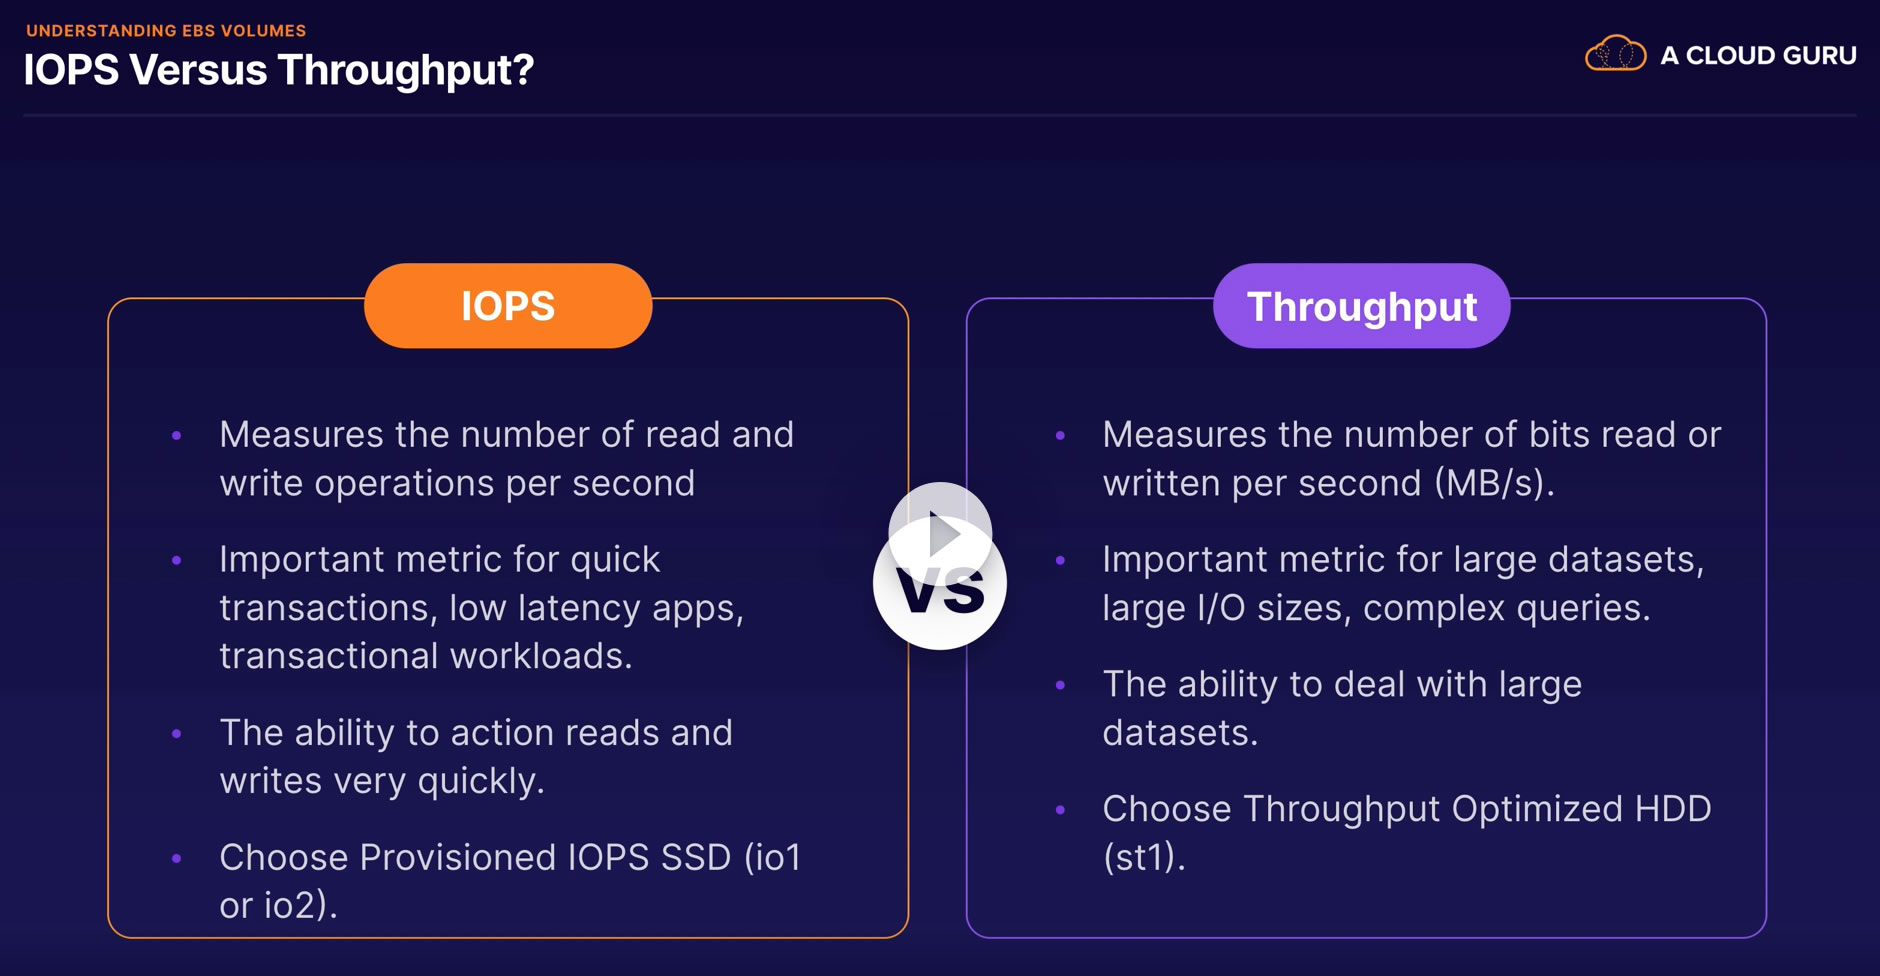 UNDERSTANDING EBS VOLUMES
IOPS Versus Throughput?
A CLOUD GURU
IOPS
Measures the number of read and
write operations per second
Important metric for quick
transactions, low latency apps,
transactional workloads.
The ability to action reads and
writes very quickly.
Choose Provisioned IOPS SSD (io1
or io2).
VS
Throughput
Measures the number of bits read or
written per second (MB/s).
Important metric for large datasets,
large I/O sizes, complex queries.
The ability to deal with large
datasets.
Choose Throughput Optimized HDD
(st1).